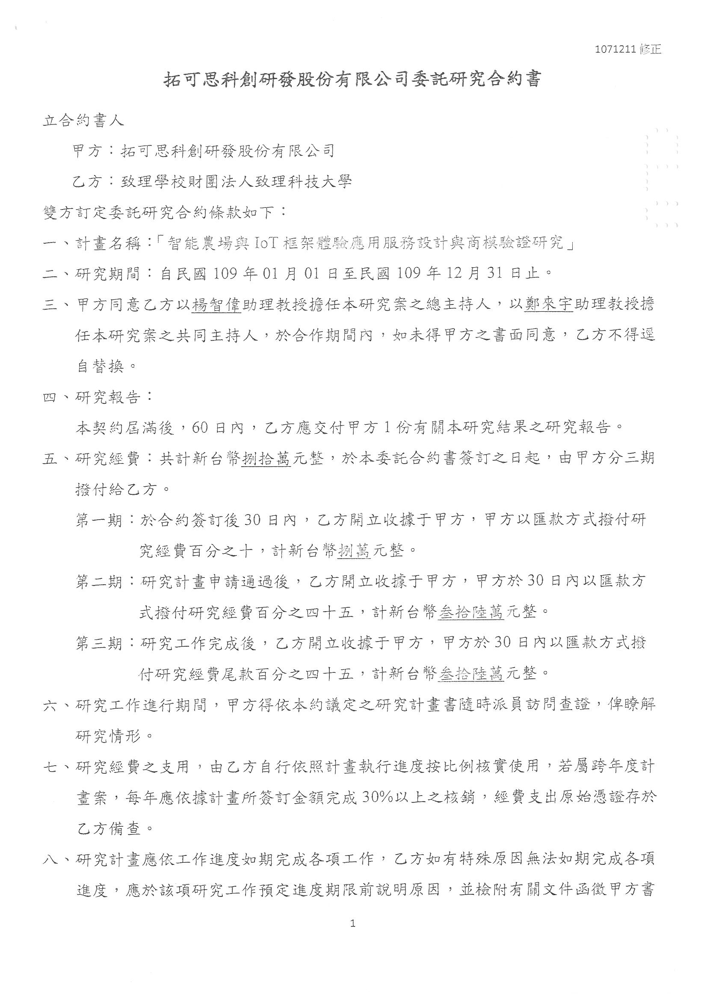 1071211 修正
拓可思科創研發股份有限公司委託研究合約書
立合約書人
甲方：拓可思科創研發股份有限公司
乙方：致理學校財團法人致理科技大學
雙方訂定委託研究合約條款如下：
一、計畫名稱：「智能農場與 IoT 框架體驗應用服務設計與商模驗證研究」
二、研究期間：自民國 109 年 01 月 01 日至民國 109 年 12 月 31 日止。
三、甲方同意乙方以楊智偉助理教授擔任本研究案之總主持人，以鄭來宇助理教授擔
任本研究案之共同主持人，於合作期間內，如未得甲方之書面同意，乙方不得逕
自替換。
四、研究報告：
本契約屆滿後，60 日內，乙方應交付甲方 1 份有關本研究結果之研究報告。
五、研究經費：共計新台幣捌拾萬元整，於本委託合約書簽訂之日起，由甲方分三期
撥付給乙方。
第一期：於合約簽訂後 30 日內，乙方開立收據于甲方，甲方以匯款方式撥付研
究經費百分之十，計新台幣捌萬元整。
第二期：研究計畫申請通過後，乙方開立收據于甲方，甲方於 30 日內以匯款方
式撥付研究經費百分之四十五，計新台幣叁拾陸萬元整。
第三期：研究工作完成後，乙方開立收據于甲方，甲方於 30 日內以匯款方式撥
付研究經費尾款百分之四十五，計新台幣叁拾陸萬元整。
六、研究工作進行期間，甲方得依本約議定之研究計畫書隨時派員訪問查證，俾瞭解
研究情形。
七、研究經費之支用，由乙方自行依照計畫執行進度按比例核實使用，若屬跨年度計
畫案，每年應依據計畫所簽訂金額完成 30%以上之核銷，經費支出原始憑證存於
乙方備查。
八、研究計畫應依工作進度如期完成各項工作，乙方如有特殊原因無法如期完成各項
進度，應於該項研究工作預定進度期限前說明原因，並檢附有關文件函徵甲方書
1